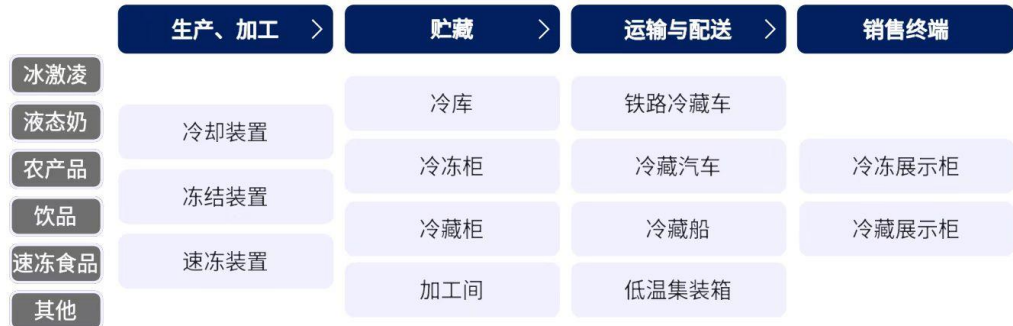 生产、加工
贮藏
运输与配送
销售终端
冰激凌
液态奶
农产品
饮品
速冻食品
其他
冷却装置
冻结装置
速冻装置
冷库
冷冻柜
冷藏柜
加工间
铁路冷藏车
冷藏汽车
冷藏船
低温集装箱
冷冻展示柜
冷藏展示柜